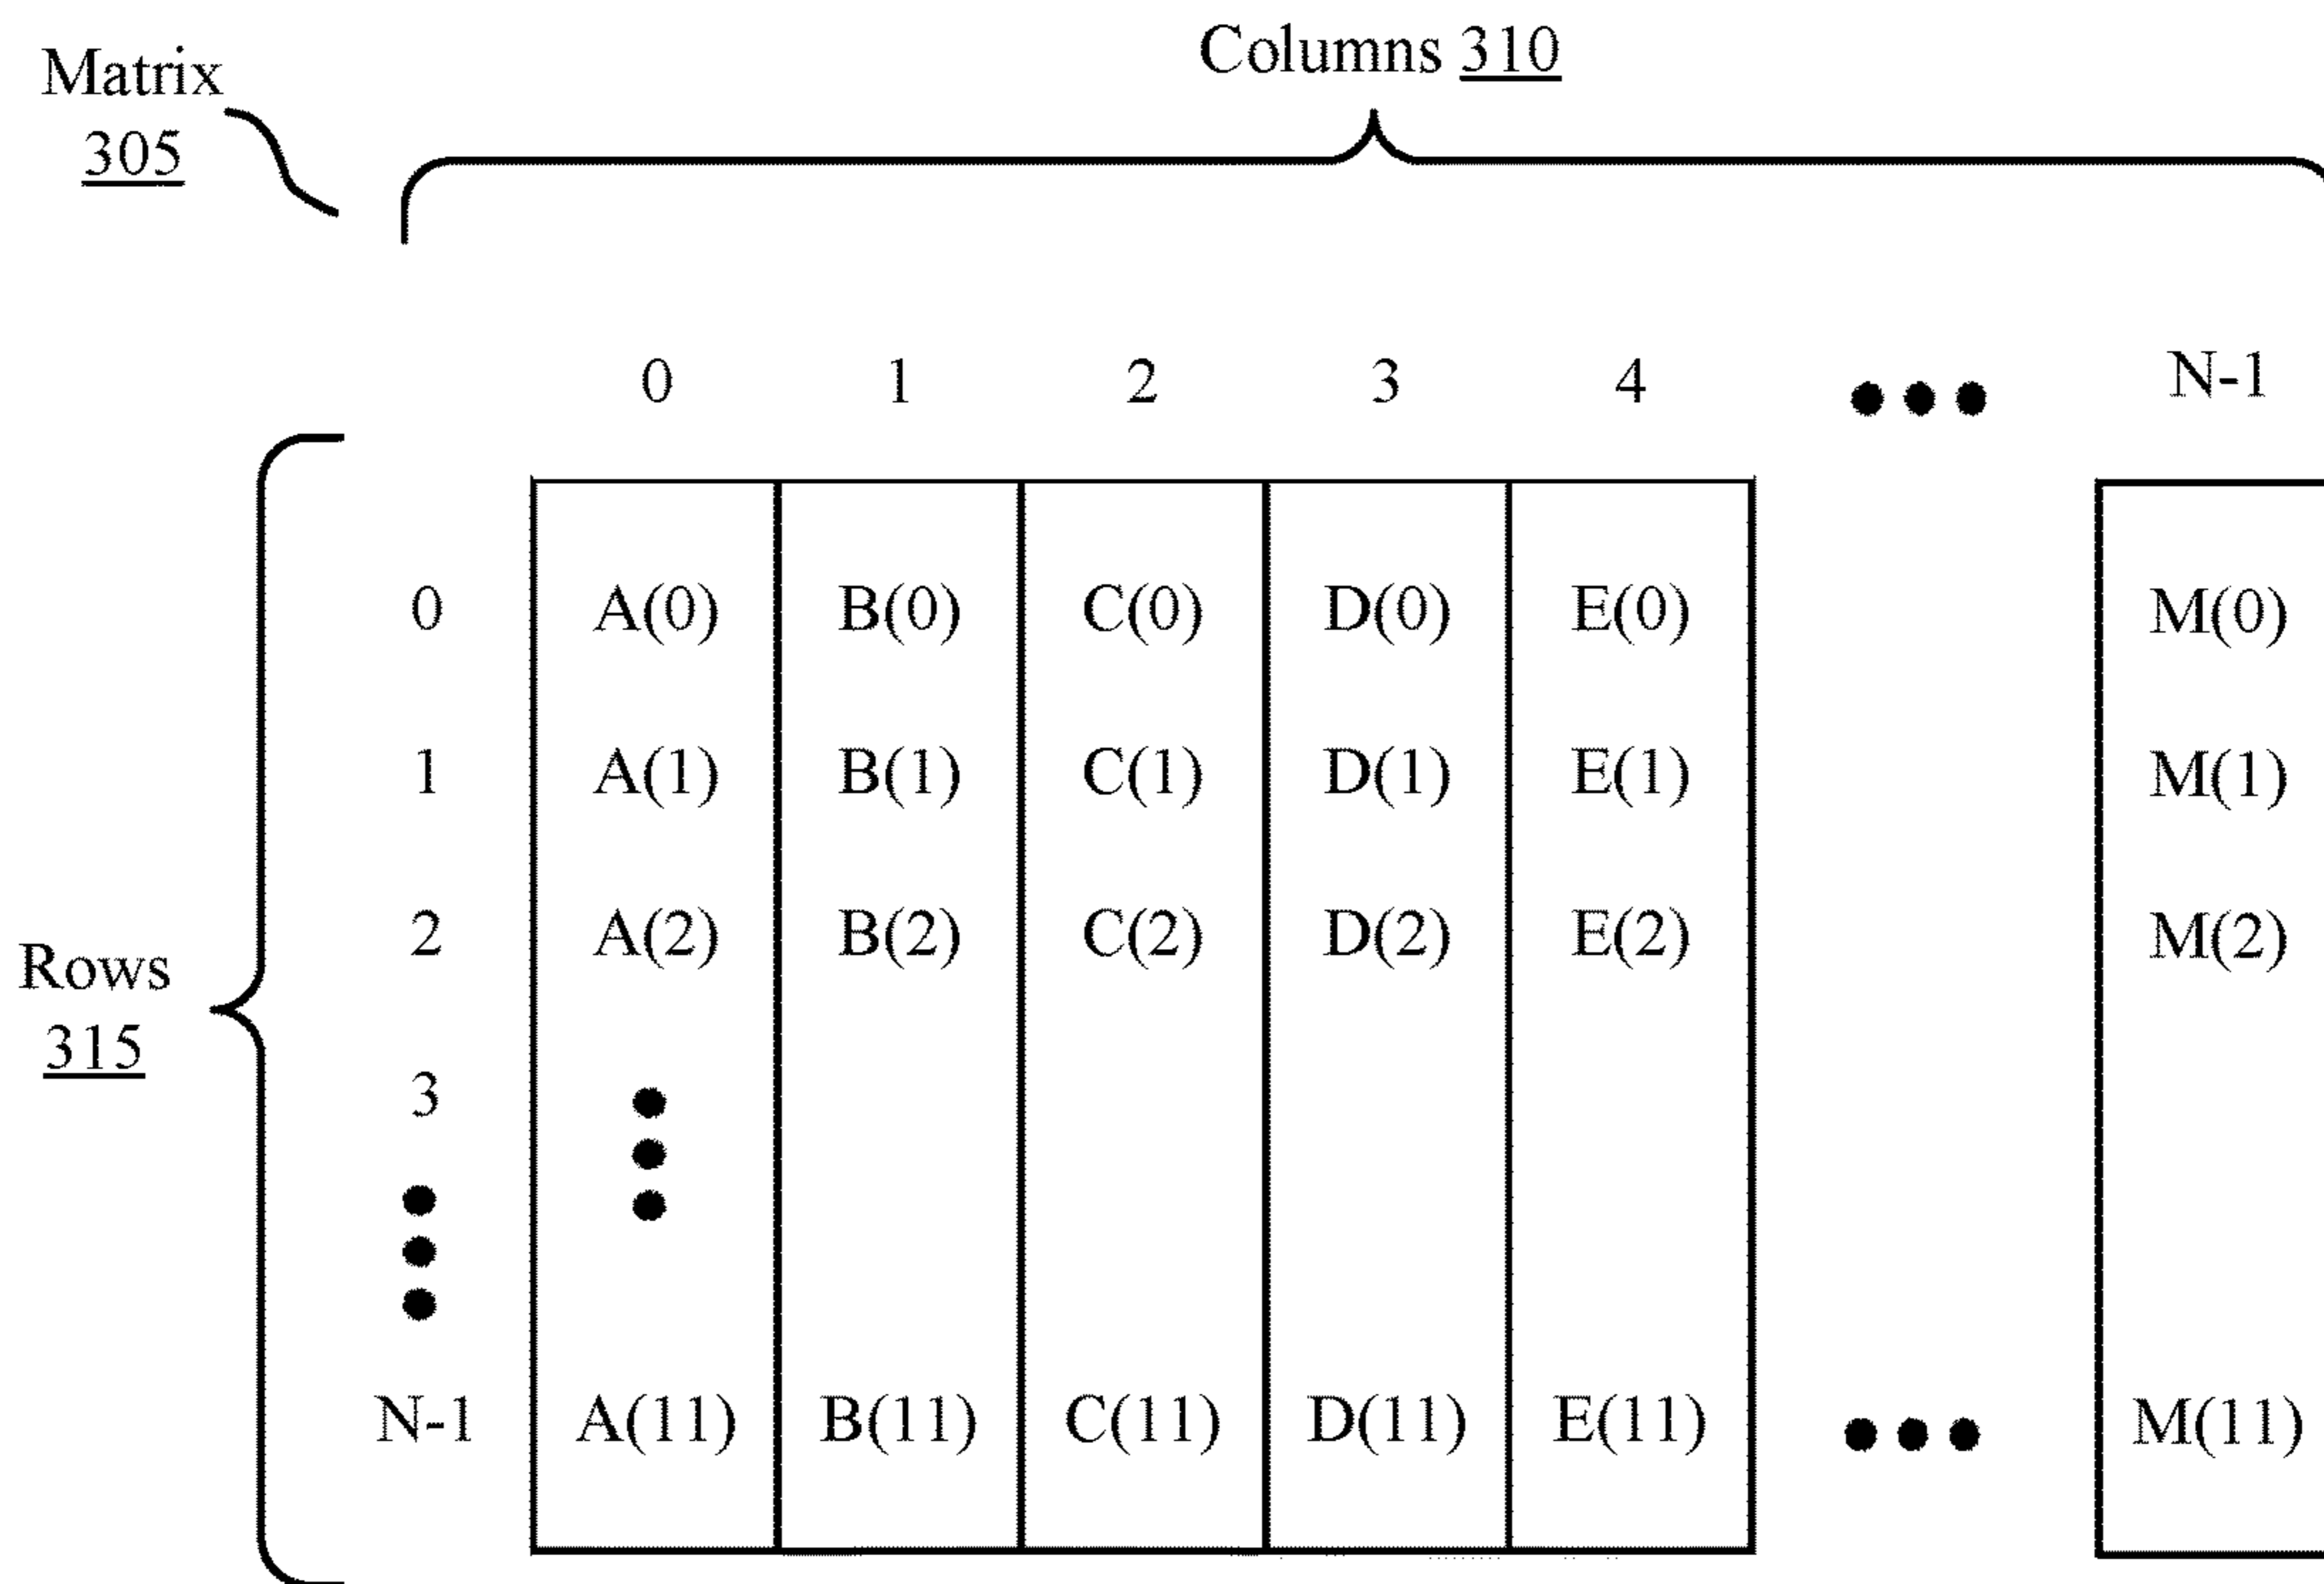 Columns 310
Matrix
305
0 1 2 3 4 N-1
0 A(0) B(0) C(0) D(0) E(0) M(0)
1 A(1) B(1) C(1) D(1) E(1) M(1)
2 A(2) B(2) C(2) D(2) E(2) M(2)
Rows
315
3
N-1 A(11) B(11) C(11) D(11) E(11) M(11)